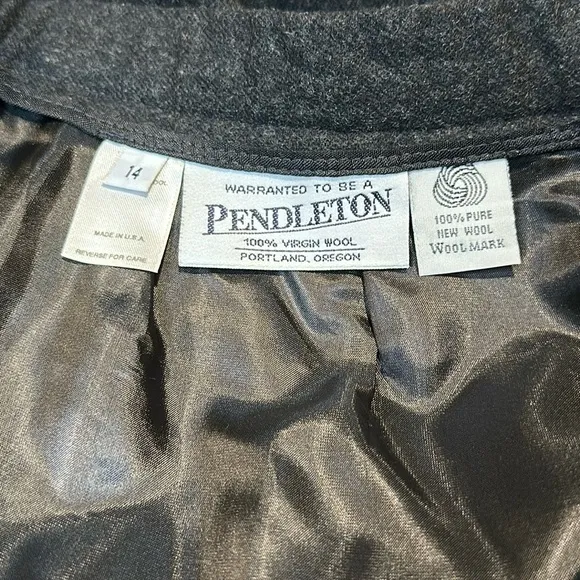 14
OOL
MADE IN U.S.A.
REVERSE FOR CARE
WARRANTED TO BE A
PENDLETON
100% VIRGIN WOOL
PORTLAND, OREGON
100% PURE
NEW WOOL
WOOLMARK